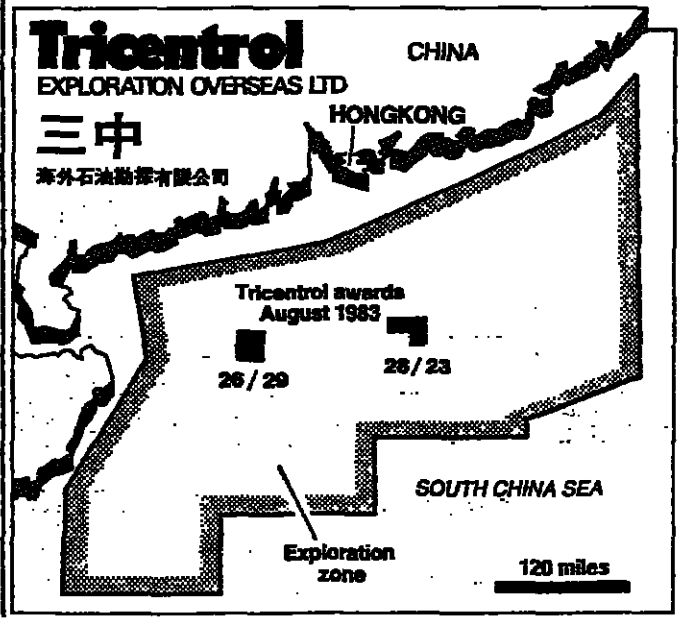 Tricentrol
EXPLORATION OVERSEAS LTD
三中
海外石油勘探有限公司
CHINA
HONGKONG
Tricentrol awards
August 1983
26/29
28/23
SOUTH CHINA SEA
Exploration
zone
120 miles